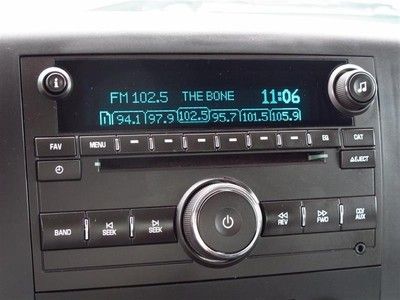 FM 102.5 THE BONE 11:06
1 94.1 97.9 102.5 95.7 101.5 105.9
FAV MENU EQ CAT
EJECT
BAND SEEK SEEK REV FWD CD/AUX